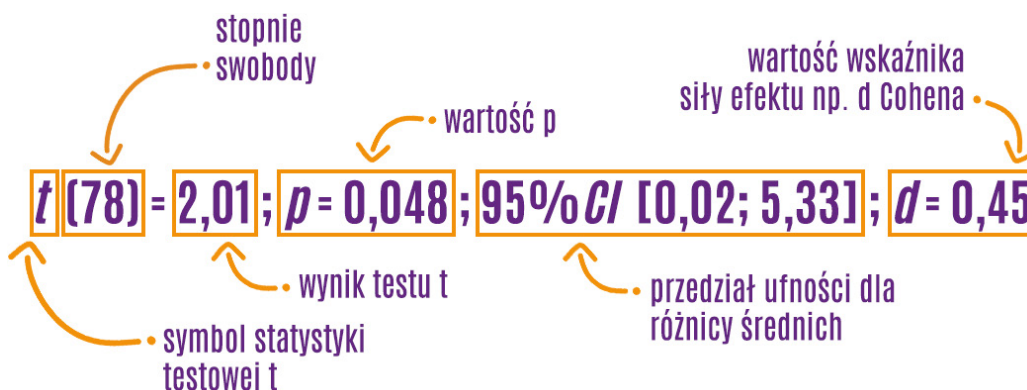 stopnie
swobody
wartość wskaźnika
siły efektu np. d Cohena
wartość p
t (78) = 2,01 ; p = 0,048 ; 95%CI [0,02; 5,33] ; d = 0,45
wynik testu t
przedział ufności dla
różnicy średnich
symbol statystyki
testowej t